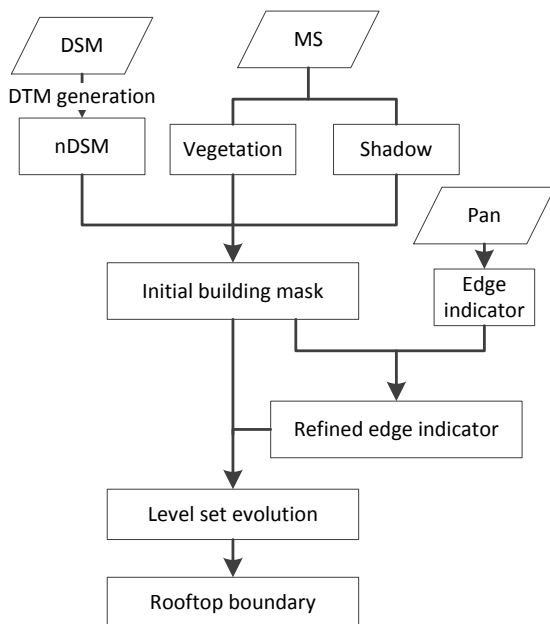 DSM
MS
DTM generation
nDSM
Vegetation
Shadow
Pan
Initial building mask
Edge
indicator
Refined edge indicator
Level set evolution
Rooftop boundary